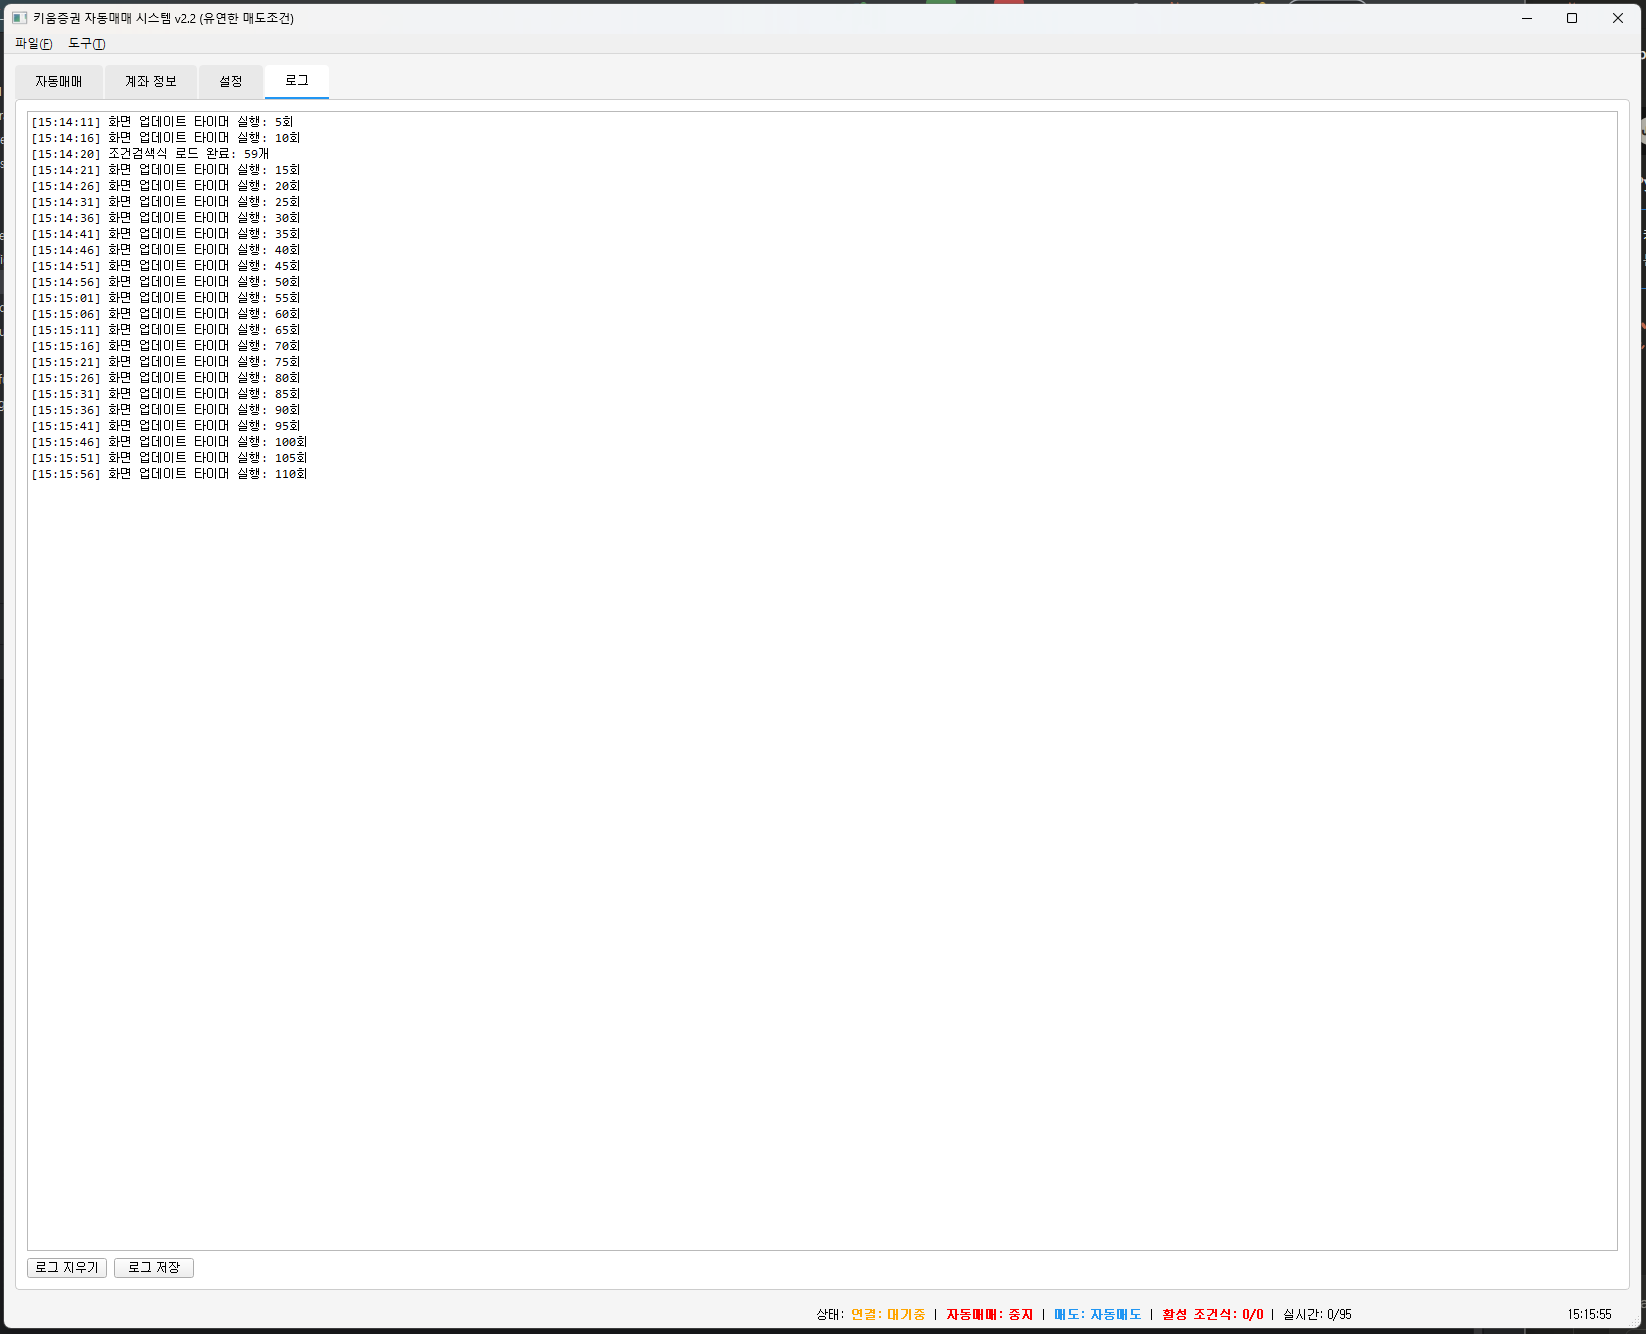 키움증권 자동매매 시스템 v2.2 (유연한 매도조건)
파일(F) 도구(T)
자동매매 계좌 정보 설정 로그
[15:14:11] 화면 업데이트 타이머 실행: 5회
[15:14:16] 화면 업데이트 타이머 실행: 10회
[15:14:20] 조건검색식 로드 완료: 59개
[15:14:21] 화면 업데이트 타이머 실행: 15회
[15:14:26] 화면 업데이트 타이머 실행: 20회
[15:14:31] 화면 업데이트 타이머 실행: 25회
[15:14:36] 화면 업데이트 타이머 실행: 30회
[15:14:41] 화면 업데이트 타이머 실행: 35회
[15:14:46] 화면 업데이트 타이머 실행: 40회
[15:14:51] 화면 업데이트 타이머 실행: 45회
[15:14:56] 화면 업데이트 타이머 실행: 50회
[15:15:01] 화면 업데이트 타이머 실행: 55회
[15:15:06] 화면 업데이트 타이머 실행: 60회
[15:15:11] 화면 업데이트 타이머 실행: 65회
[15:15:16] 화면 업데이트 타이머 실행: 70회
[15:15:21] 화면 업데이트 타이머 실행: 75회
[15:15:26] 화면 업데이트 타이머 실행: 80회
[15:15:31] 화면 업데이트 타이머 실행: 85회
[15:15:36] 화면 업데이트 타이머 실행: 90회
[15:15:41] 화면 업데이트 타이머 실행: 95회
[15:15:46] 화면 업데이트 타이머 실행: 100회
[15:15:51] 화면 업데이트 타이머 실행: 105회
[15:15:56] 화면 업데이트 타이머 실행: 110회
로그 지우기 로그 저장
상태: 연결: 대기중 | 자동매매: 중지 | 매도: 자동매도 | 활성 조건식: 0/0 | 실시간: 0/95 15:15:55